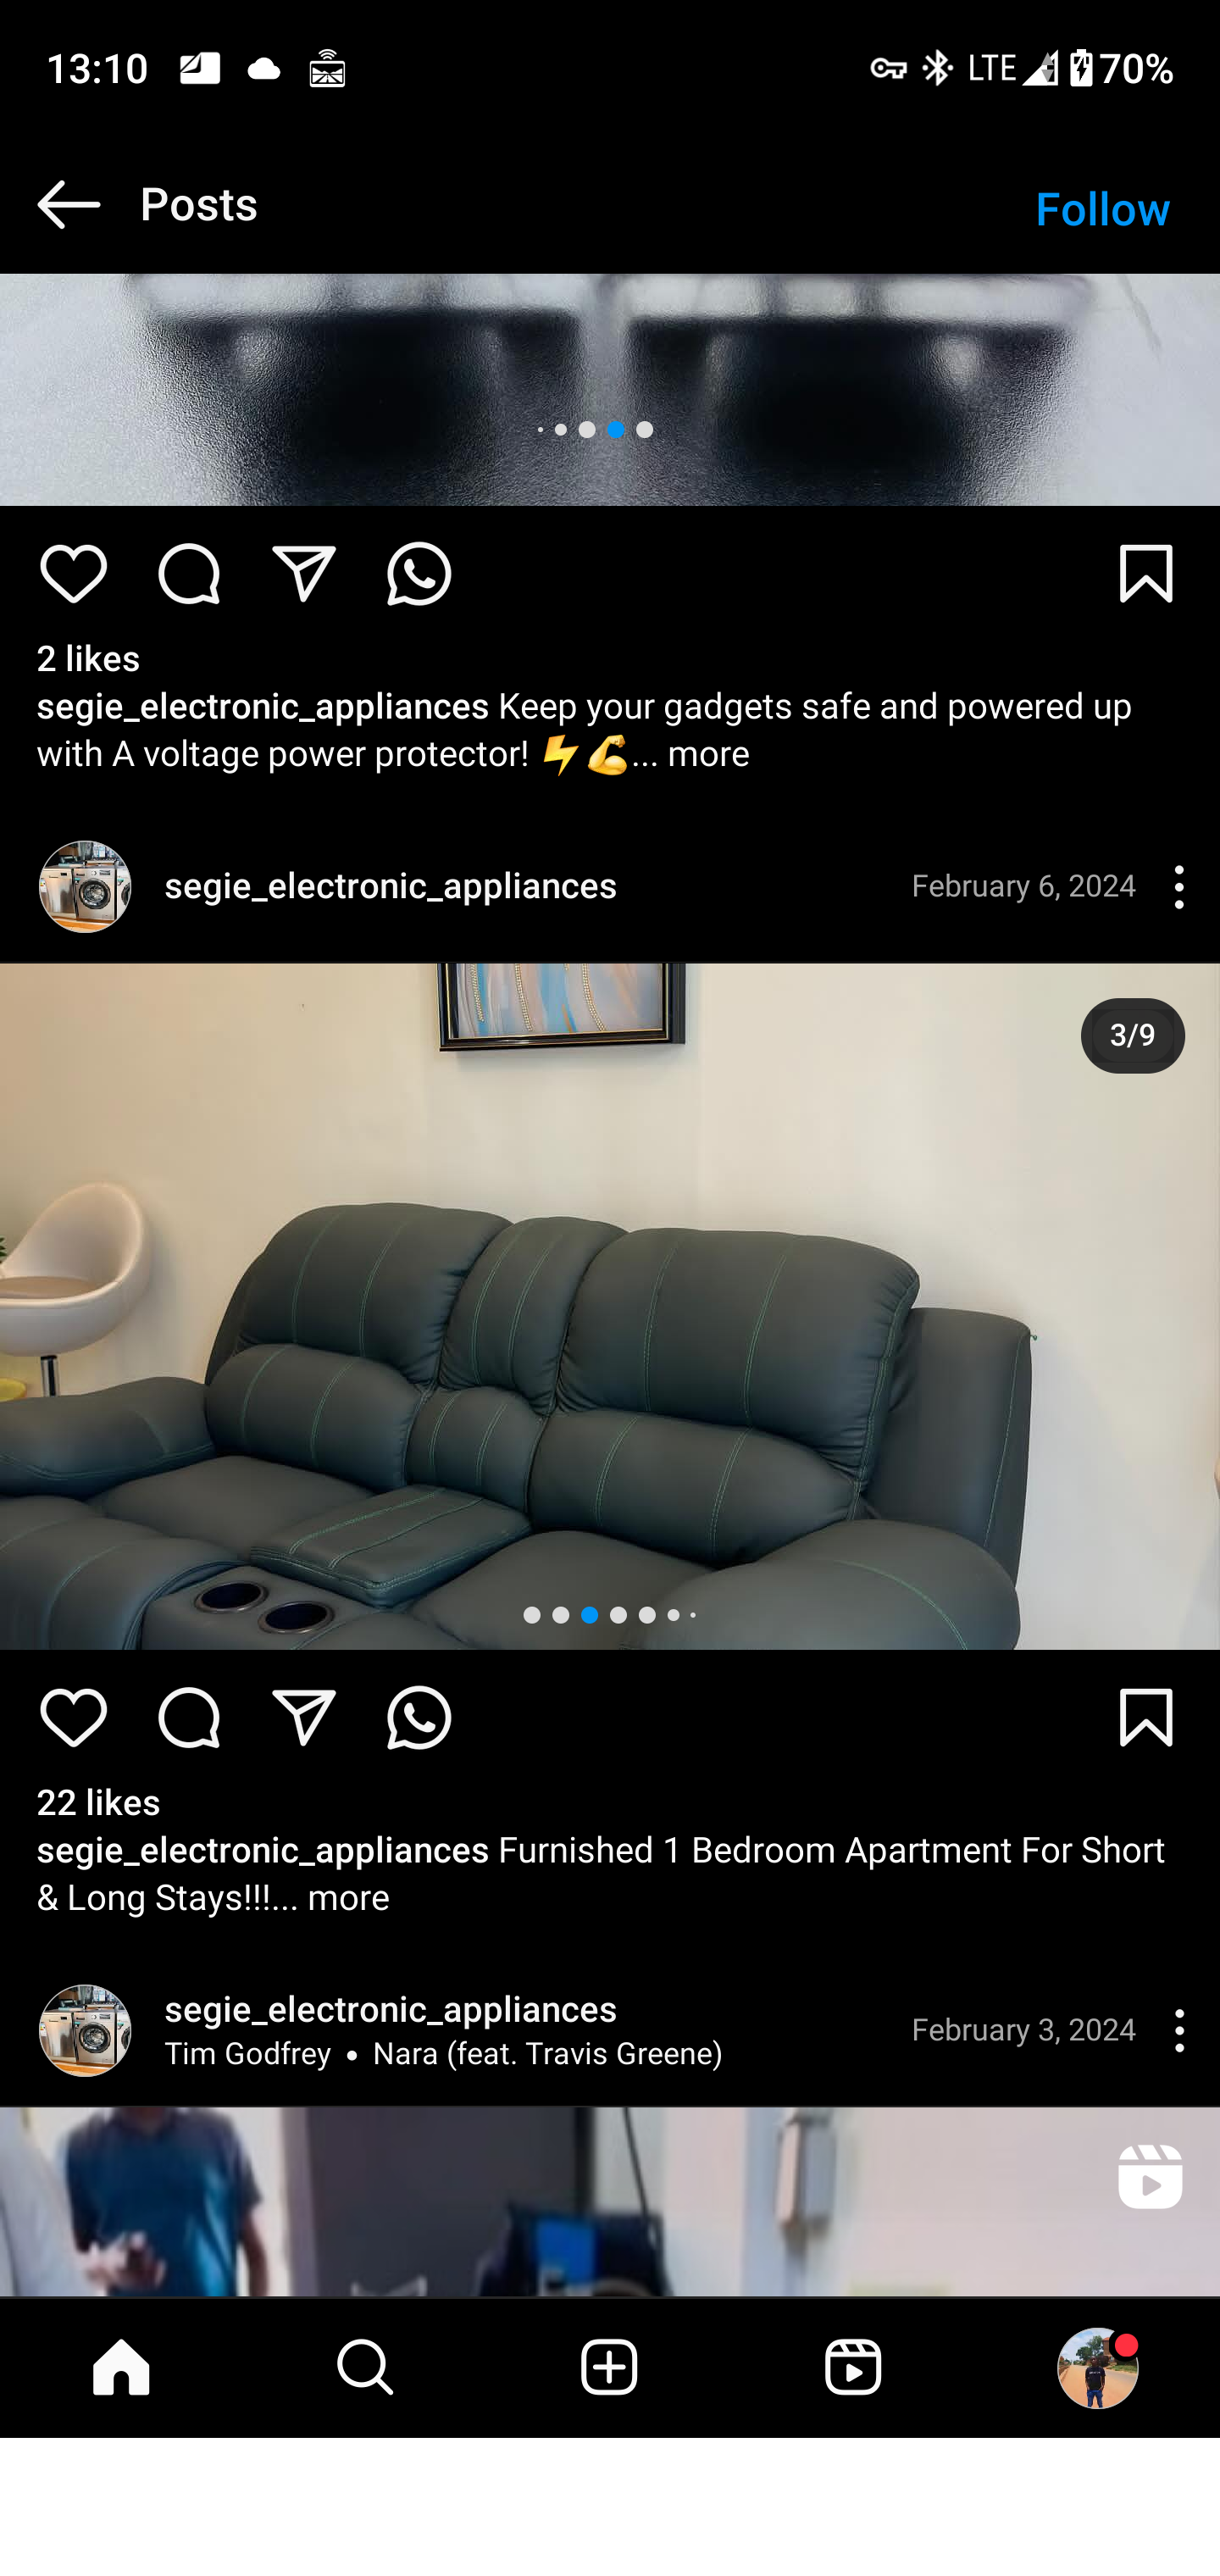 13:10 LTE 70%
Posts Follow
2 likes
segie_electronic_appliances Keep your gadgets safe and powered up
with A voltage power protector! ⚡💪... more
segie_electronic_appliances February 6, 2024
3/9
22 likes
segie_electronic_appliances Furnished 1 Bedroom Apartment For Short
& Long Stays!!!... more
segie_electronic_appliances
Tim Godfrey • Nara (feat. Travis Greene) February 3, 2024